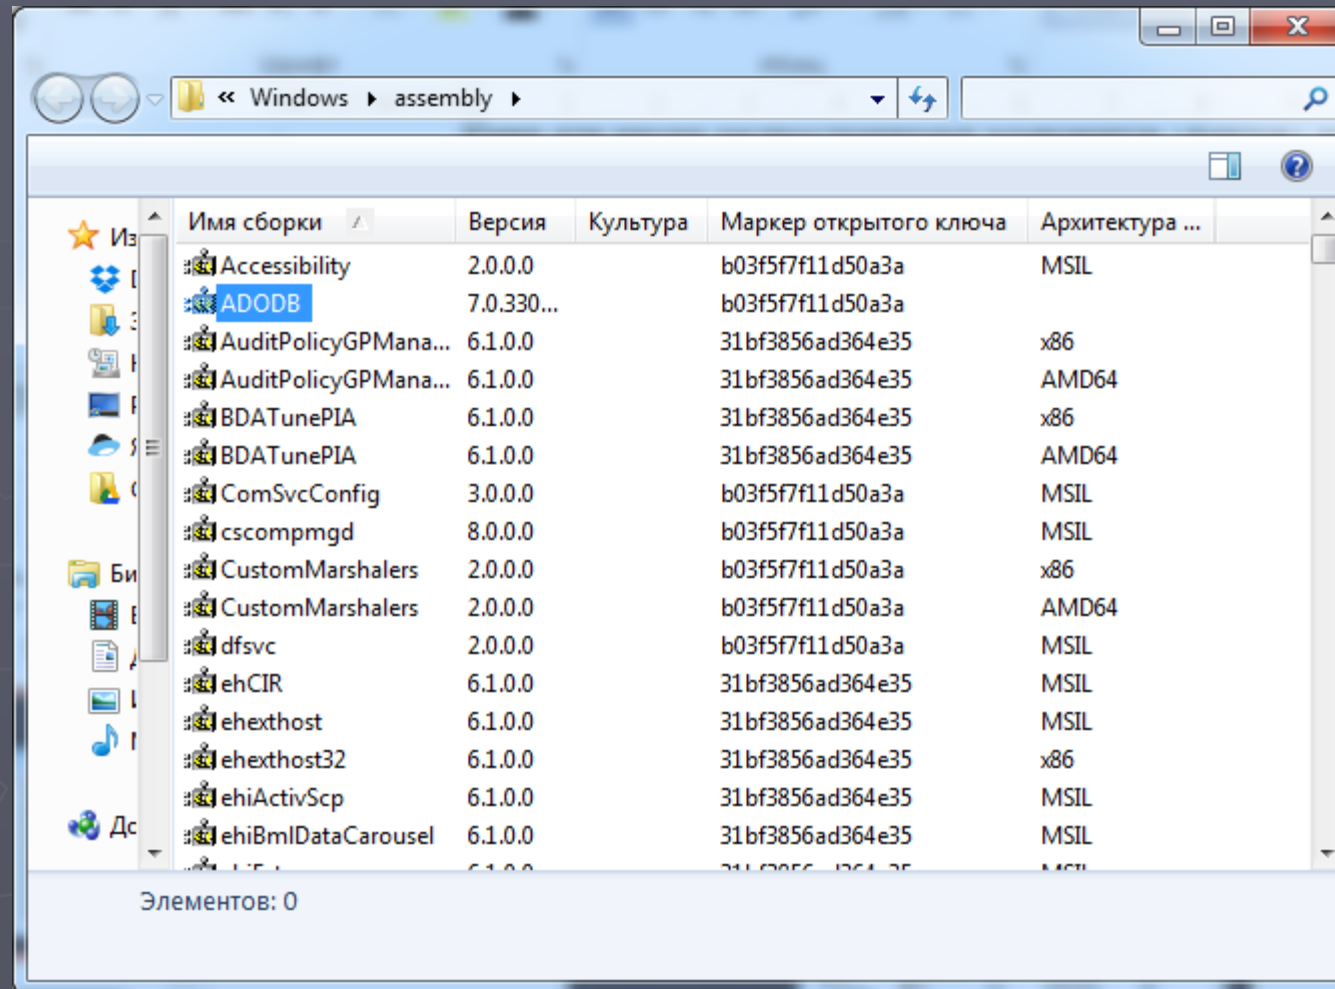 « Windows assembly
Имя сборки Версия Культура Маркер открытого ключа Архитектура ...
Accessibility 2.0.0.0 b03f5f7f11d50a3a MSIL
ADODB 7.0.330... b03f5f7f11d50a3a
AuditPolicyGPMana... 6.1.0.0 31bf3856ad364e35 x86
AuditPolicyGPMana... 6.1.0.0 31bf3856ad364e35 AMD64
BDATunePIA 6.1.0.0 31bf3856ad364e35 x86
BDATunePIA 6.1.0.0 31bf3856ad364e35 AMD64
ComSvcConfig 3.0.0.0 b03f5f7f11d50a3a MSIL
cscompmgd 8.0.0.0 b03f5f7f11d50a3a MSIL
CustomMarshalers 2.0.0.0 b03f5f7f11d50a3a x86
CustomMarshalers 2.0.0.0 b03f5f7f11d50a3a AMD64
dfsvc 2.0.0.0 b03f5f7f11d50a3a MSIL
ehCIR 6.1.0.0 31bf3856ad364e35 MSIL
ehexthost 6.1.0.0 31bf3856ad364e35 MSIL
ehexthost32 6.1.0.0 31bf3856ad364e35 x86
ehiActivScp 6.1.0.0 31bf3856ad364e35 MSIL
ehiBmlDataCarousel 6.1.0.0 31bf3856ad364e35 MSIL
Из
Би
Дс
Элементов: 0